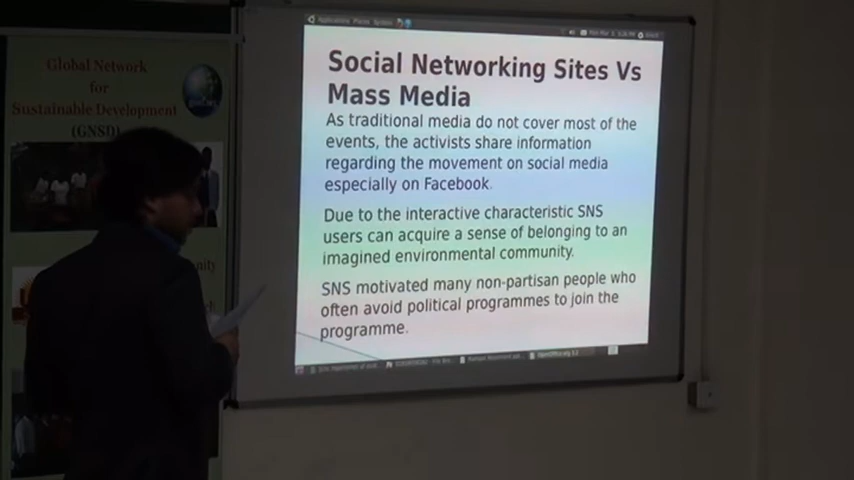 Global Network
for
Sustainable Development
(GNSD)
Applications Places System
Social Networking Sites Vs
Mass Media
As traditional media do not cover most of the
events, the activists share information
regarding the movement on social media
especially on Facebook.
Due to the interactive characteristic SNS
users can acquire a sense of belonging to an
imagined environmental community.
SNS motivated many non-partisan people who
often avoid political programmes to join the
programme.